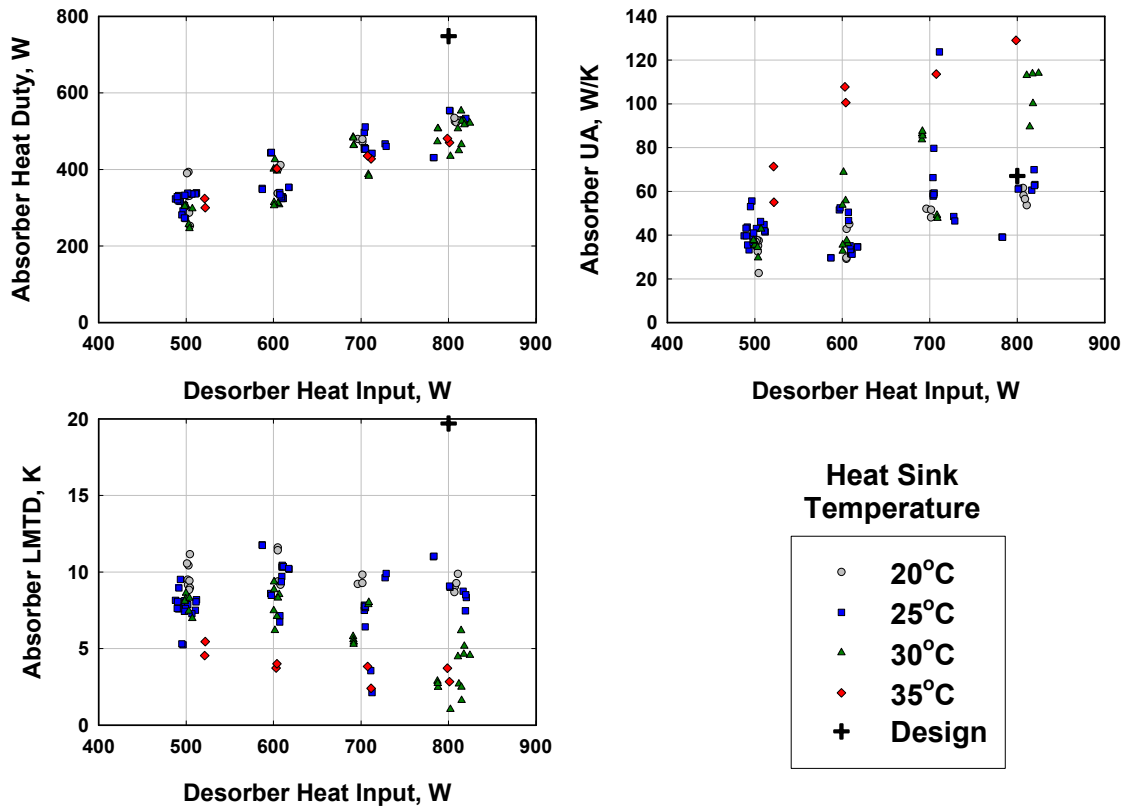 800
600
400
200
0
Absorber Heat Duty, W
400 500 600 700 800 900
Desorber Heat Input, W
140
120
100
80
60
40
20
0
Absorber UA, W/K
400 500 600 700 800 900
Desorber Heat Input, W
20
15
10
5
0
Absorber LMTD, K
400 500 600 700 800 900
Desorber Heat Input, W
Heat Sink
Temperature
20°C
25°C
30°C
35°C
Design